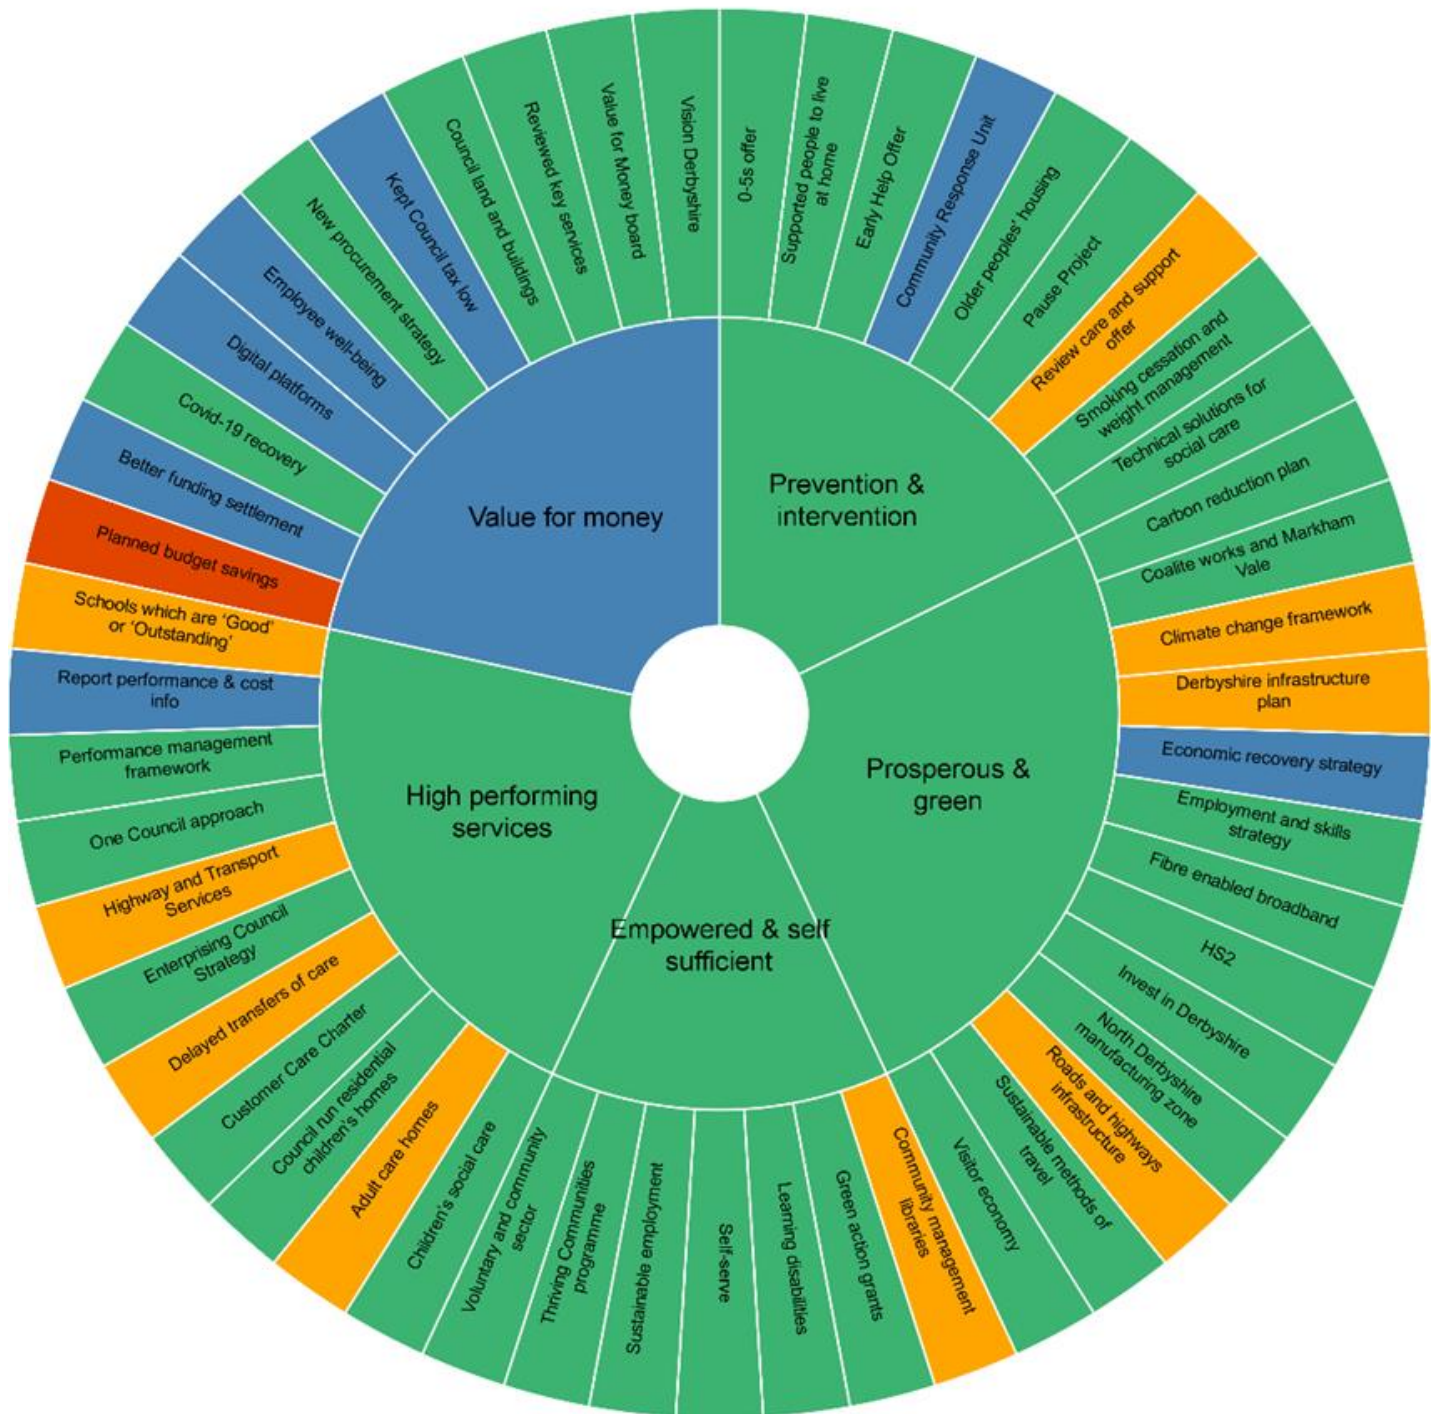 0-5s offer
Supported people to live
at home
Early Help Offer
Community Response Unit
Older peoples' housing
Pause Project
Review care and support
offer
Smoking cessation and
weight management
Technical solutions for
social care
Carbon reduction plan
Coalite works and Markham
Vale
Climate change framework
Derbyshire infrastructure
plan
Economic recovery strategy
Employment and skills
strategy
Fibre enabled broadband
HS2
Invest in Derbyshire
North Derbyshire
manufacturing zone
Roads and highways
infrastructure
Sustainable methods of
travel
Visitor economy
Community management
libraries
Green action grants
Learning disabilities
Self-serve
Sustainable employment
Thriving Communities
programme
Voluntary and community
sector
Children's social care
Adult care homes
Council run residential
children's homes
Customer Care Charter
Delayed transfers of care
Enterprising Council
Strategy
Highway and Transport
Services
One Council approach
Performance management
framework
Report performance & cost
info
Schools which are ‘Good’
or ‘Outstanding’
Planned budget savings
Better funding settlement
Covid-19 recovery
Digital platforms
Employee well-being
New procurement strategy
Kept Council tax low
Council land and buildings
Reviewed key services
Value for Money board
Vision Derbyshire
Prevention &
intervention
Prosperous &
green
Empowered & self
sufficient
High performing
services
Value for money